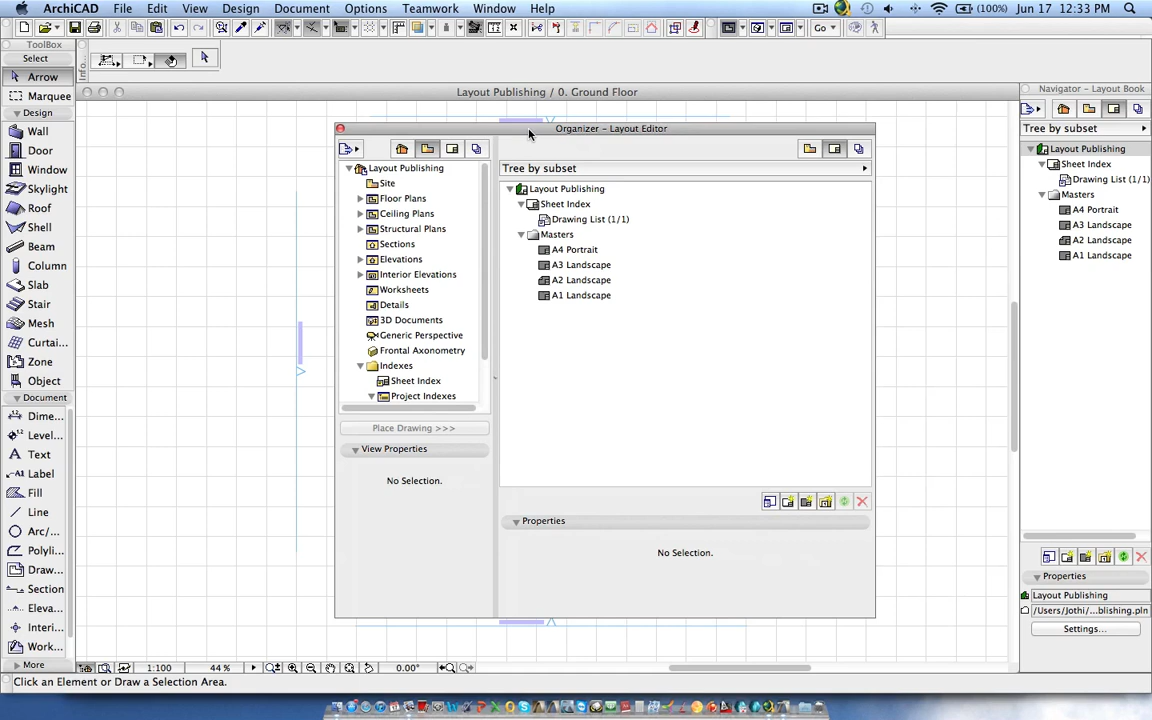 ArchiCAD File Edit View Design Document Options Teamwork Window Help (100%) Jun 17 12:33 PM
Go
ToolBox
Select
Arrow
Marquee
Design
Wall
Door
Window
Skylight
Roof
Shell
Beam
Column
Slab
Stair
Mesh
Curtai...
Zone
Object
Document
Dime...
Level...
Text
A1 Label
Fill
Line
Arc/...
Polyli...
Draw...
Section
Eleva...
Interi...
Work...
More
Info...
Layout Publishing / 0. Ground Floor
Organizer - Layout Editor
Layout Publishing
Site
Floor Plans
Ceiling Plans
Structural Plans
Sections
Elevations
Interior Elevations
Worksheets
Details
3D Documents
Generic Perspective
Frontal Axonometry
Indexes
Sheet Index
Project Indexes
Place Drawing >>>
View Properties
No Selection.
Tree by subset
Layout Publishing
Sheet Index
Drawing List (1/1)
Masters
A4 Portrait
A3 Landscape
A2 Landscape
A1 Landscape
Properties
No Selection.
Navigator - Layout Book
Tree by subset
Layout Publishing
Sheet Index
Drawing List (1/1)
Masters
A4 Portrait
A3 Landscape
A2 Landscape
A1 Landscape
Properties
Layout Publishing
/Users/Jothi/...blishing.pln
Settings...
1:100 44 % 0.00°
Click an Element or Draw a Selection Area.